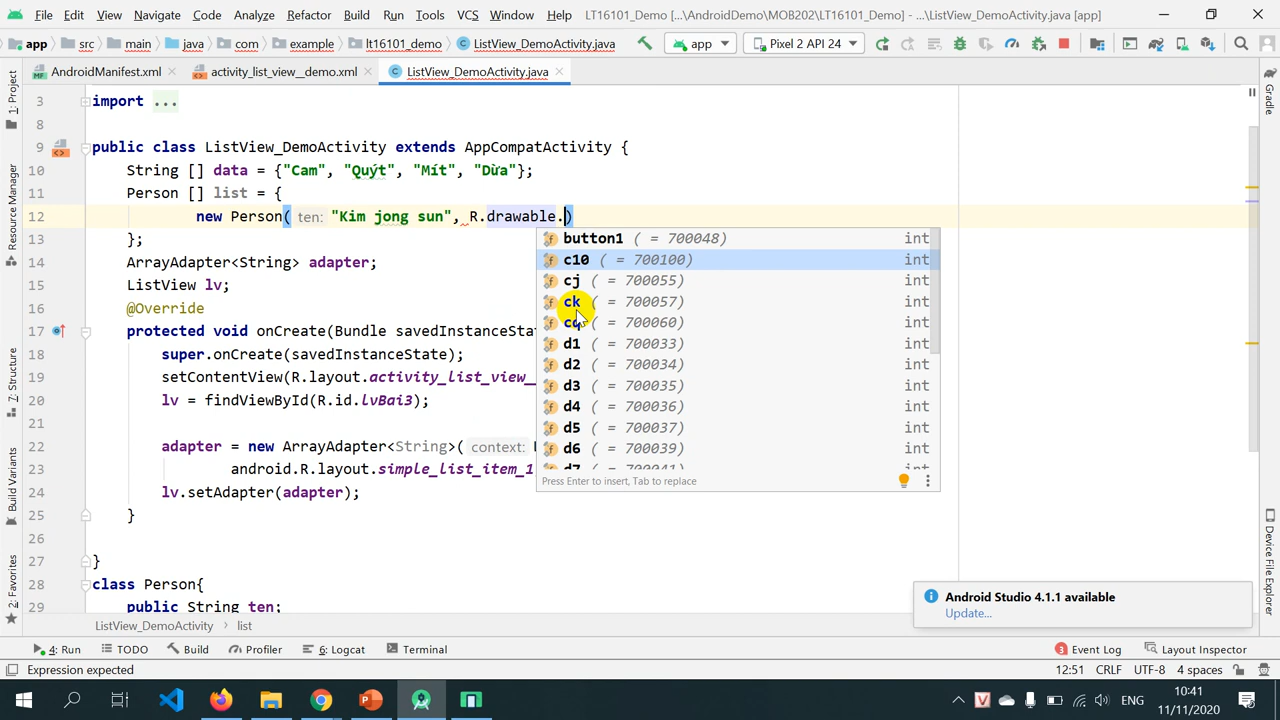 File Edit View Navigate Code Analyze Refactor Build Run Tools VCS Window Help LT16101_Demo [...\AndroidDemo\MOB202\LT16101_Demo] - ...\ListView_DemoActivity.java [app]
app src main java com example lt16101_demo ListView_DemoActivity.java app Pixel 2 API 24
AndroidManifest.xml activity_list_view__demo.xml ListView_DemoActivity.java
1: Project
Resource Manager
7: Structure
Build Variants
2: Favorites
3 import ...
8
9 public class ListView_DemoActivity extends AppCompatActivity {
10 String [] data = {"Cam", "Quýt", "Mít", "Dừa"};
11 Person [] list = {
12 new Person( ten: "Kim jong sun", R.drawable.)
13 };
14 ArrayAdapter<String> adapter;
15 ListView lv;
16 @Override
17 protected void onCreate(Bundle savedInstanceSta
18 super.onCreate(savedInstanceState);
19 setContentView(R.layout.activity_list_view_
20 lv = findViewById(R.id.lvBai3);
21
22 adapter = new ArrayAdapter<String>( context:
23 android.R.layout.simple_list_item_1
24 lv.setAdapter(adapter);
25 }
26
27 }
28 class Person{
29 public String ten;
button1 ( = 700048) int
c10 ( = 700100) int
cj ( = 700055) int
ck ( = 700057) int
cq ( = 700060) int
d1 ( = 700033) int
d2 ( = 700034) int
d3 ( = 700035) int
d4 ( = 700036) int
d5 ( = 700037) int
d6 ( = 700039) int
d7 ( = 700041) int
Press Enter to insert, Tab to replace
Gradle
Device File Explorer
Android Studio 4.1.1 available
Update...
ListView_DemoActivity › list
4: Run TODO Build Profiler 6: Logcat Terminal 3 Event Log Layout Inspector
Expression expected 12:51 CRLF UTF-8 4 spaces
ENG 10:41
11/11/2020